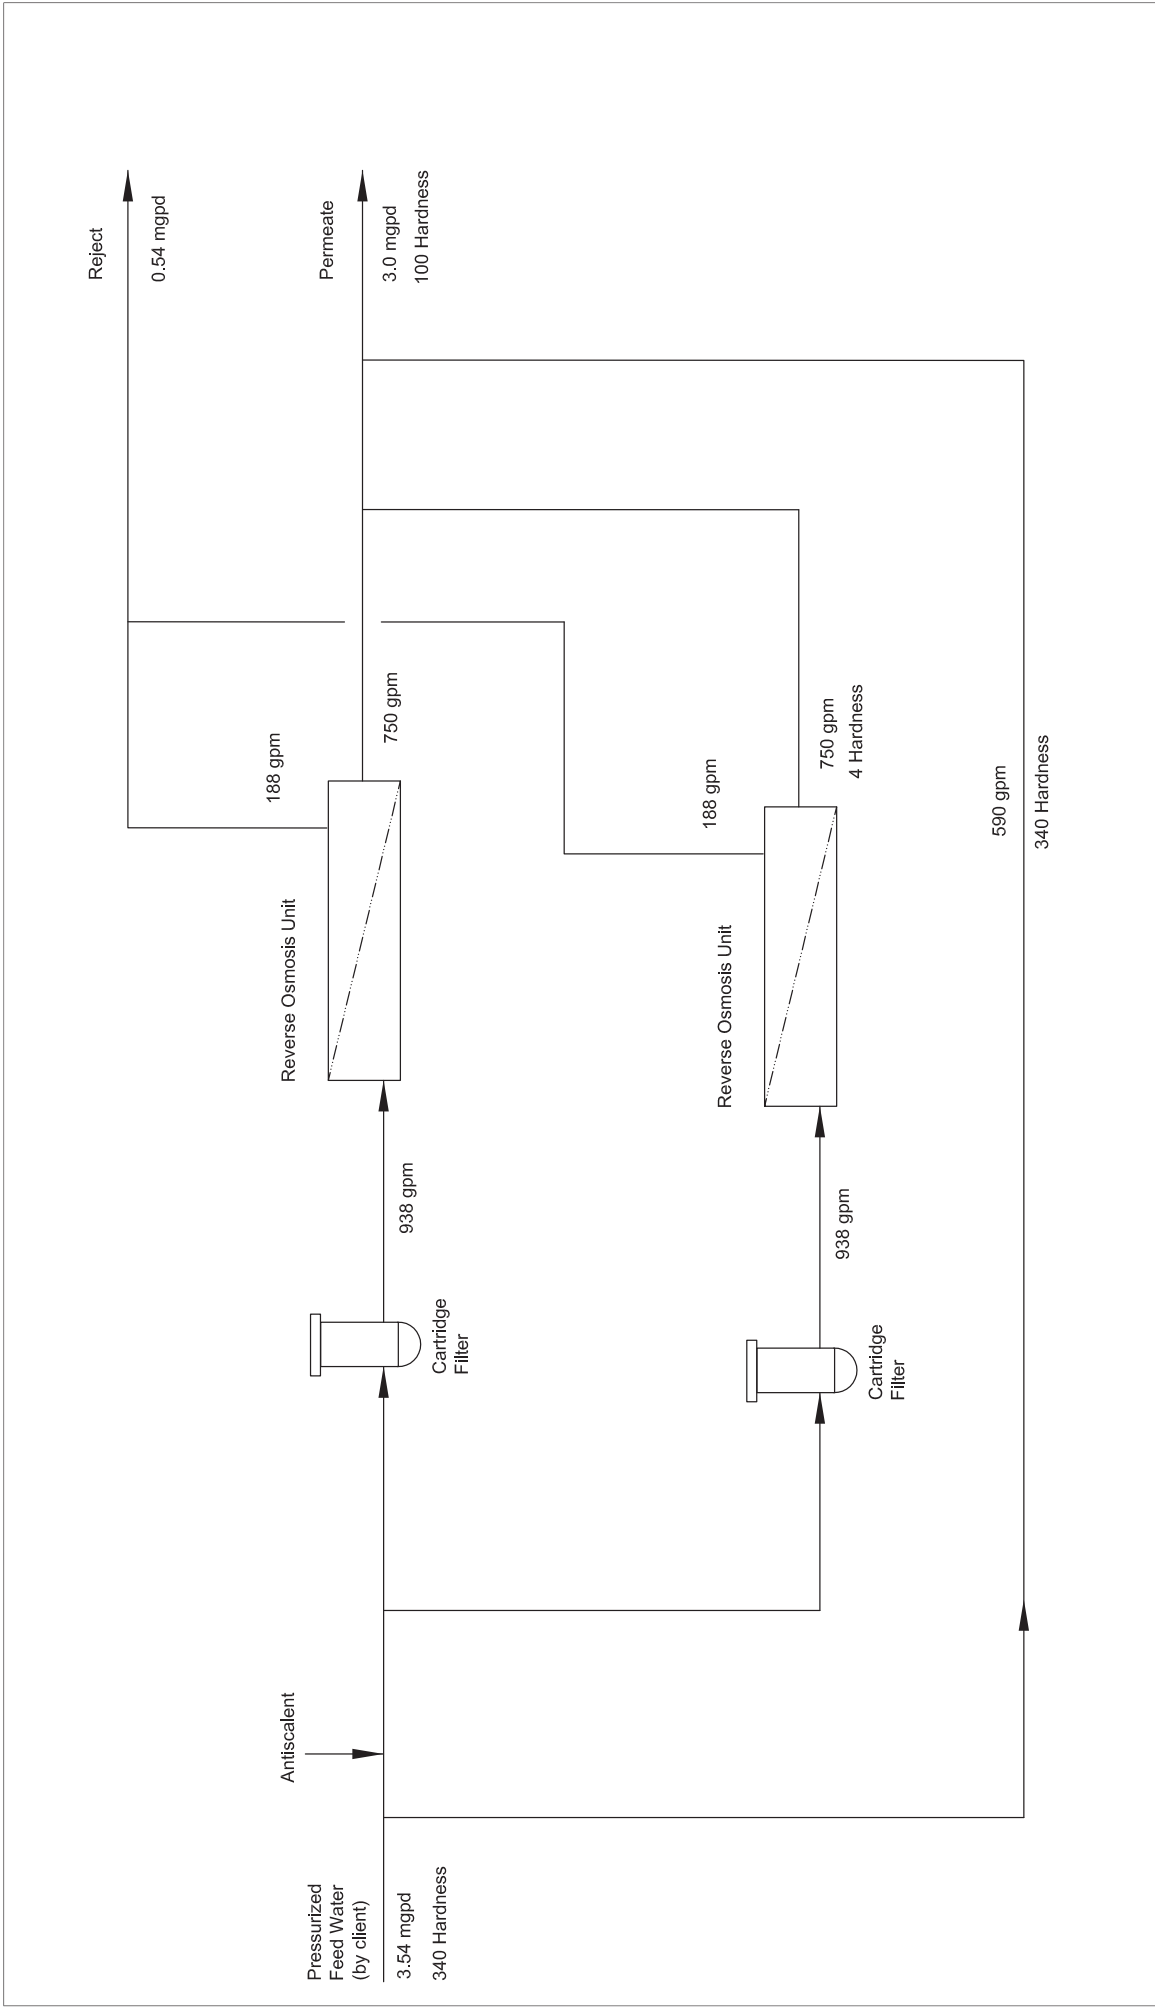 Pressurized
Feed Water
(by client)
3.54 mgpd
340 Hardness
Antiscalent
Cartridge
Filter
938 gpm
Reverse Osmosis Unit
188 gpm
750 gpm
Reject
0.54 mgpd
Permeate
3.0 mgpd
100 Hardness
Cartridge
Filter
938 gpm
Reverse Osmosis Unit
188 gpm
750 gpm
4 Hardness
590 gpm
340 Hardness